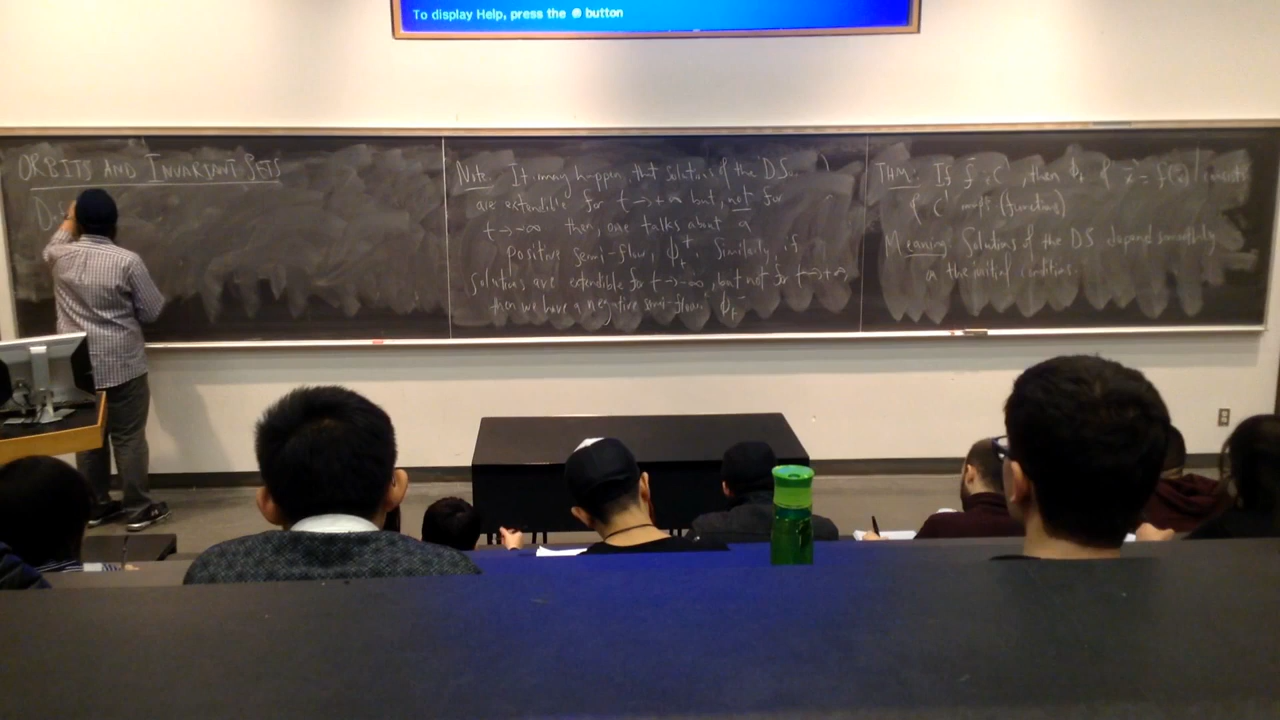 To display Help, press the button
ORBITS AND INVARIANT SETS
D
Note: It may happen, that solutions of the DS
are extendible for t → +∞ but, not for
t → -∞ then, one talks about a
positive semi-flow, ϕₜ⁺. Similarly, if
Solutions are extendible for t → -∞, but not for t → +∞
then we have a negative semi-flow, ϕₜ⁻
THM: If f̄ ∈ C¹, then ϕₜ of x̄' = f(x̄) consists
of C¹ maps (functions)
Meaning: Solutions of the DS depend smoothly
on the initial conditions.